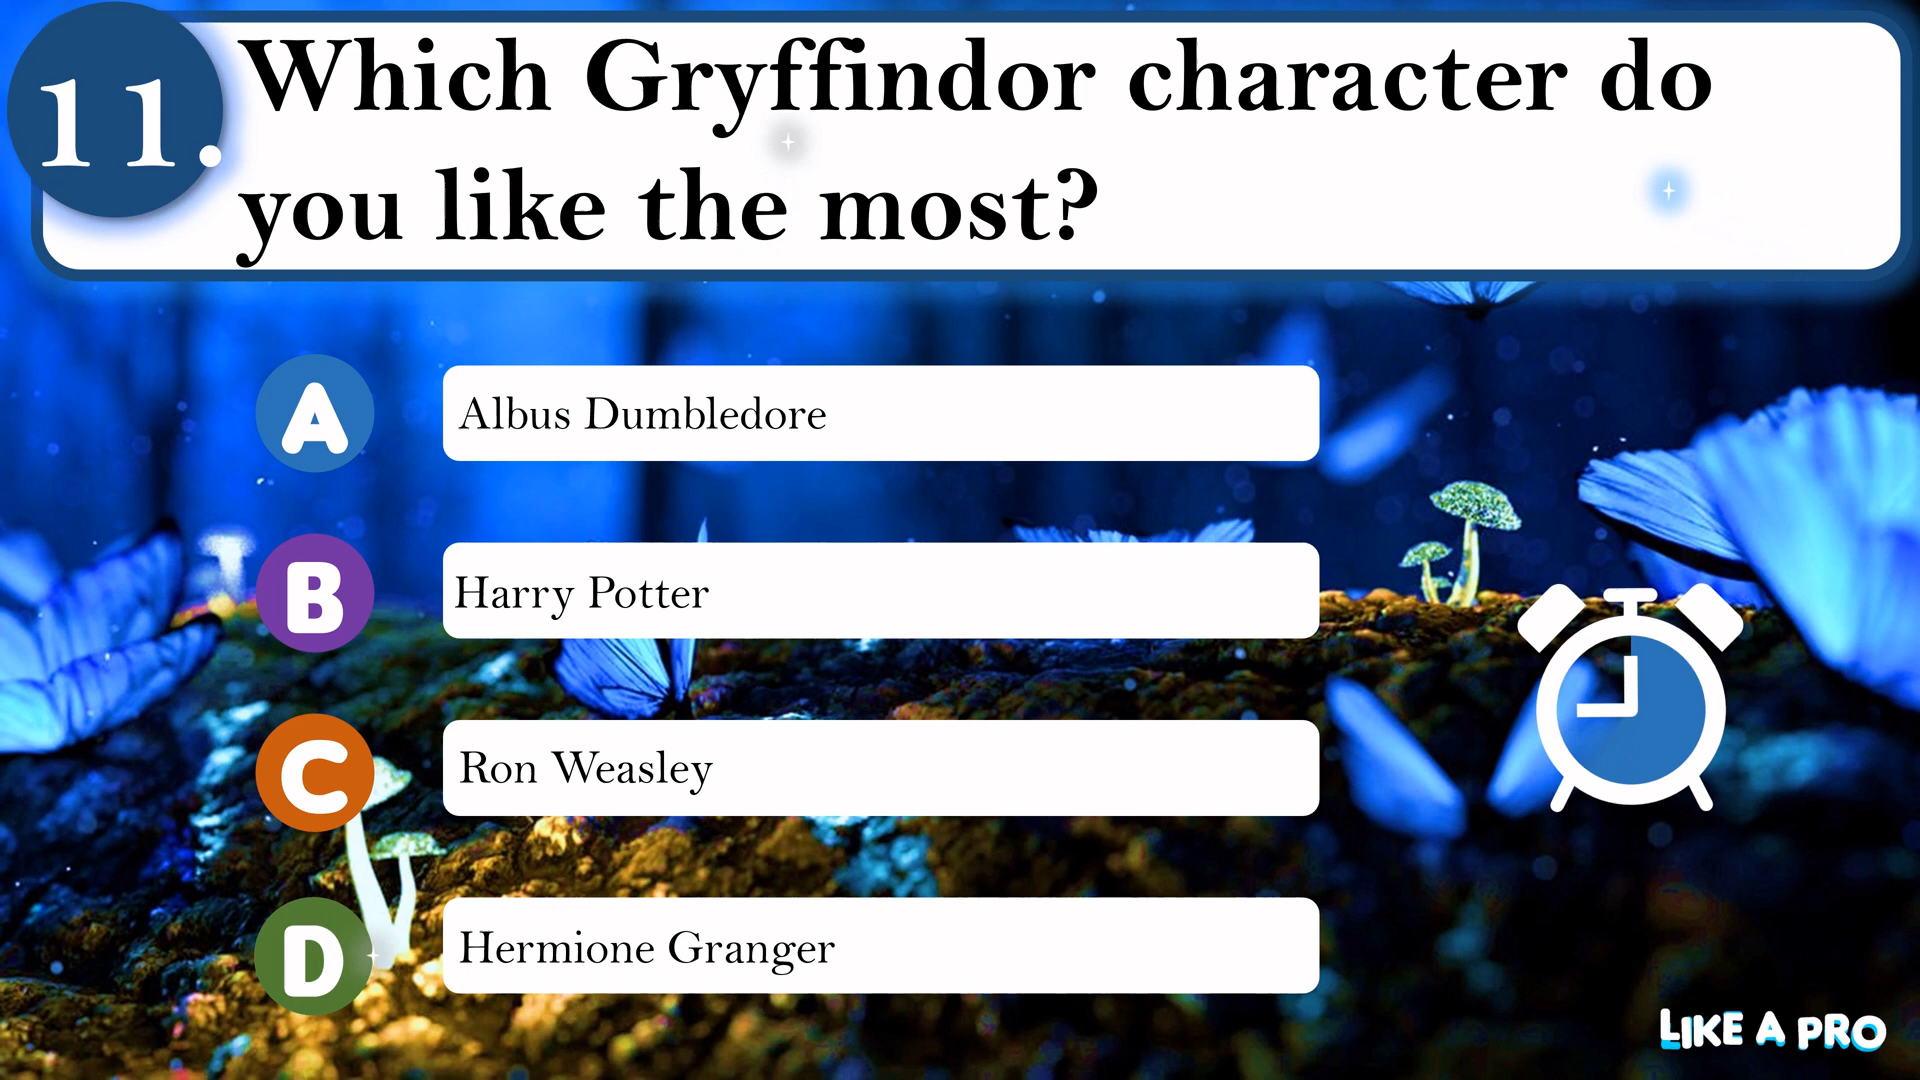 11.
Which Gryffindor character do
you like the most?
A
Albus Dumbledore
B
Harry Potter
C
Ron Weasley
D
Hermione Granger
LIKE A PRO